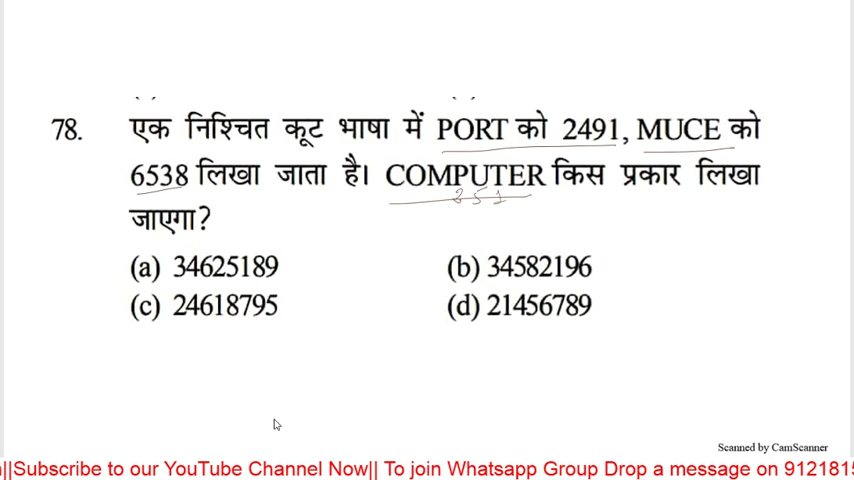 78. एक निश्चित कूट भाषा में PORT को 2491, MUCE को
6538 लिखा जाता है। COMPUTER किस प्रकार लिखा
251
जाएगा?
(a) 34625189 (b) 34582196
(c) 24618795 (d) 21456789
Scanned by CamScanner
||Subscribe to our YouTube Channel Now|| To join Whatsapp Group Drop a message on 912181